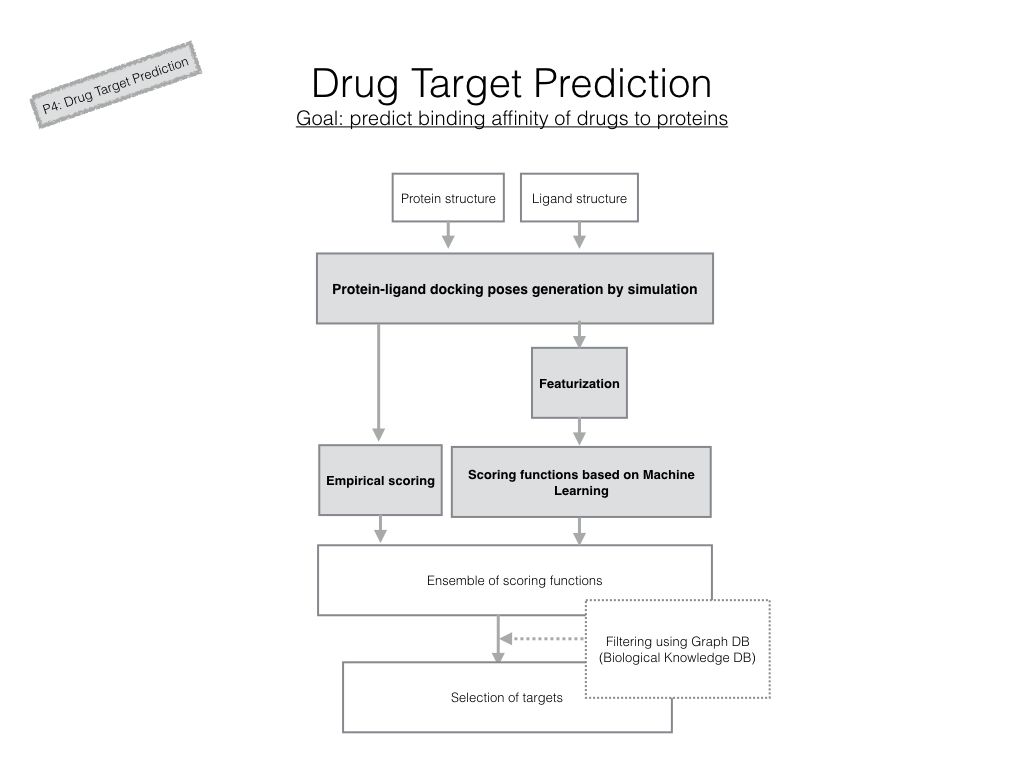 P4: Drug Target Prediction
Drug Target Prediction
Goal: predict binding affinity of drugs to proteins
Protein structure
Ligand structure
Protein-ligand docking poses generation by simulation
Featurization
Empirical scoring
Scoring functions based on Machine
Learning
Ensemble of scoring functions
Filtering using Graph DB
(Biological Knowledge DB)
Selection of targets